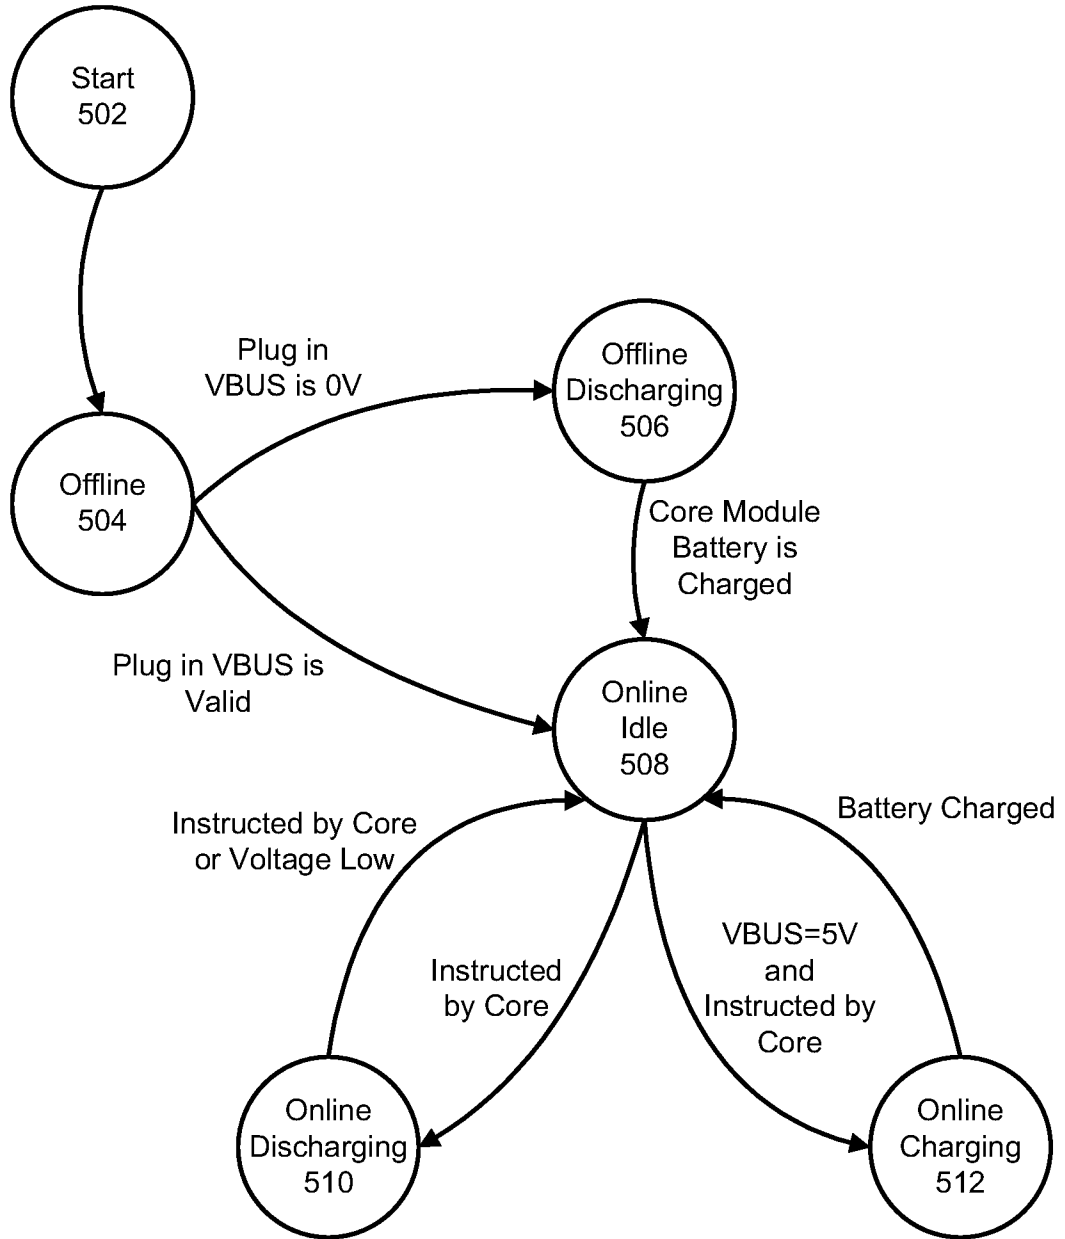 Start
502
Plug in
VBUS is 0V
Offline
Discharging
506
Offline
504
Core Module
Battery is
Charged
Plug in VBUS is
Valid
Online
Idle
508
Instructed by Core
or Voltage Low
Battery Charged
Instructed
by Core
VBUS=5V
and
Instructed by
Core
Online
Discharging
510
Online
Charging
512